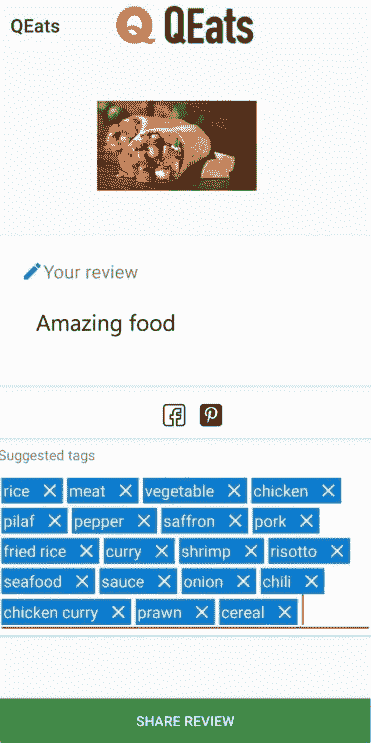 QEats
QEats
Your review
Amazing food
Suggested tags
rice meat vegetable chicken
pilaf pepper saffron pork
fried rice curry shrimp risotto
seafood sauce onion chili
chicken curry prawn cereal
SHARE REVIEW